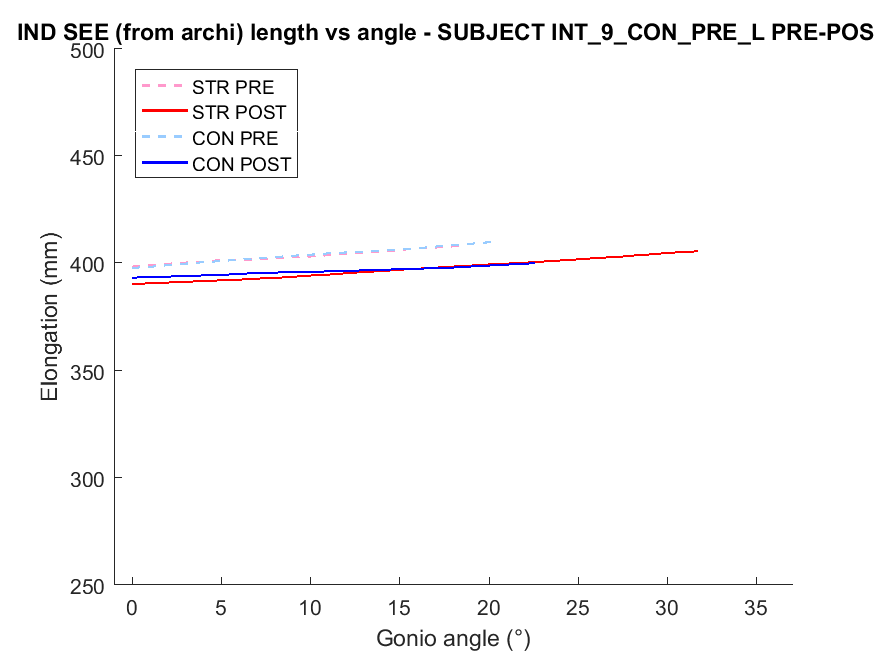 IND SEE (from archi) length vs angle - SUBJECT INT_9_CON_PRE_L PRE-POS
500
STR PRE
STR POST
CON PRE
CON POST
450
400
350
300
250
Elongation (mm)
0 5 10 15 20 25 30 35
Gonio angle (°)